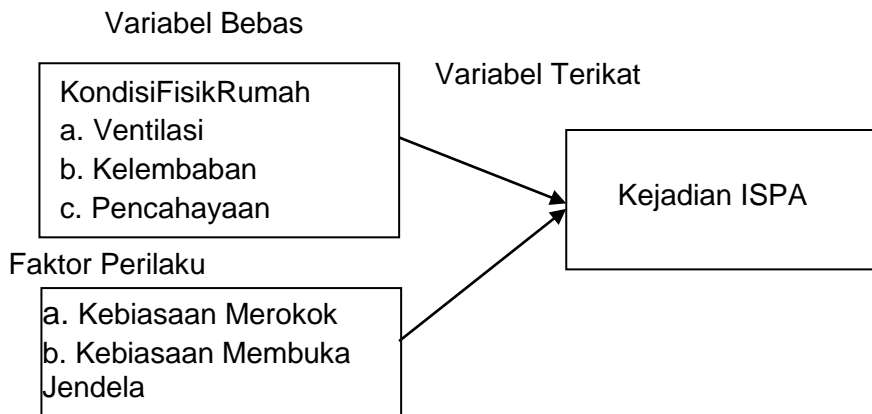 Variabel Bebas
KondisiFisikRumah
a. Ventilasi
b. Kelembaban
c. Pencahayaan
Variabel Terikat
Kejadian ISPA
Faktor Perilaku
a. Kebiasaan Merokok
b. Kebiasaan Membuka
Jendela